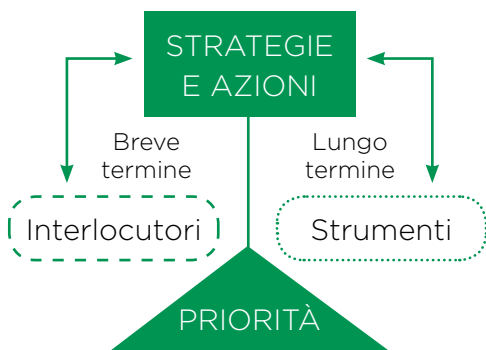 STRATEGIE
E AZIONI
Breve
termine
Lungo
termine
Interlocutori
Strumenti
PRIORITÀ